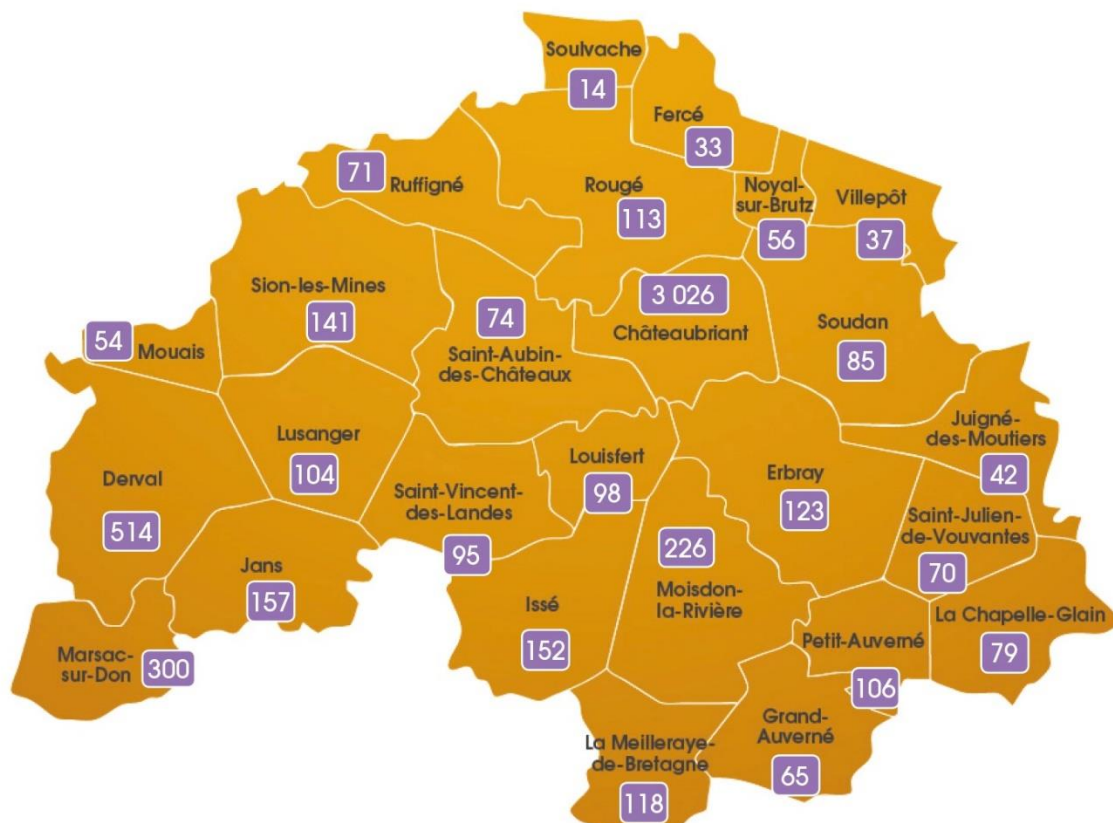 Soulvache
14
Fercé
33
71
Ruffigné
Rougé
113
Noyal-
sur-Brutz
56
Villepôt
37
Sion-les-Mines
141
74
Saint-Aubin-
des-Châteaux
3 026
Châteaubriant
Soudan
85
54
Mouais
Lusanger
104
Derval
514
Saint-Vincent-
des-Landes
95
Louisfert
98
Erbray
123
Juigné-
des-Moutiers
42
Saint-Julien-
de-Vouvantes
70
Jans
157
Issé
152
226
Moisdon-
la-Rivière
La Chapelle-Glain
79
Petit-Auverné
106
Marsac-
sur-Don
300
Grand-
Auverné
65
La Meilleraye-
de-Bretagne
118